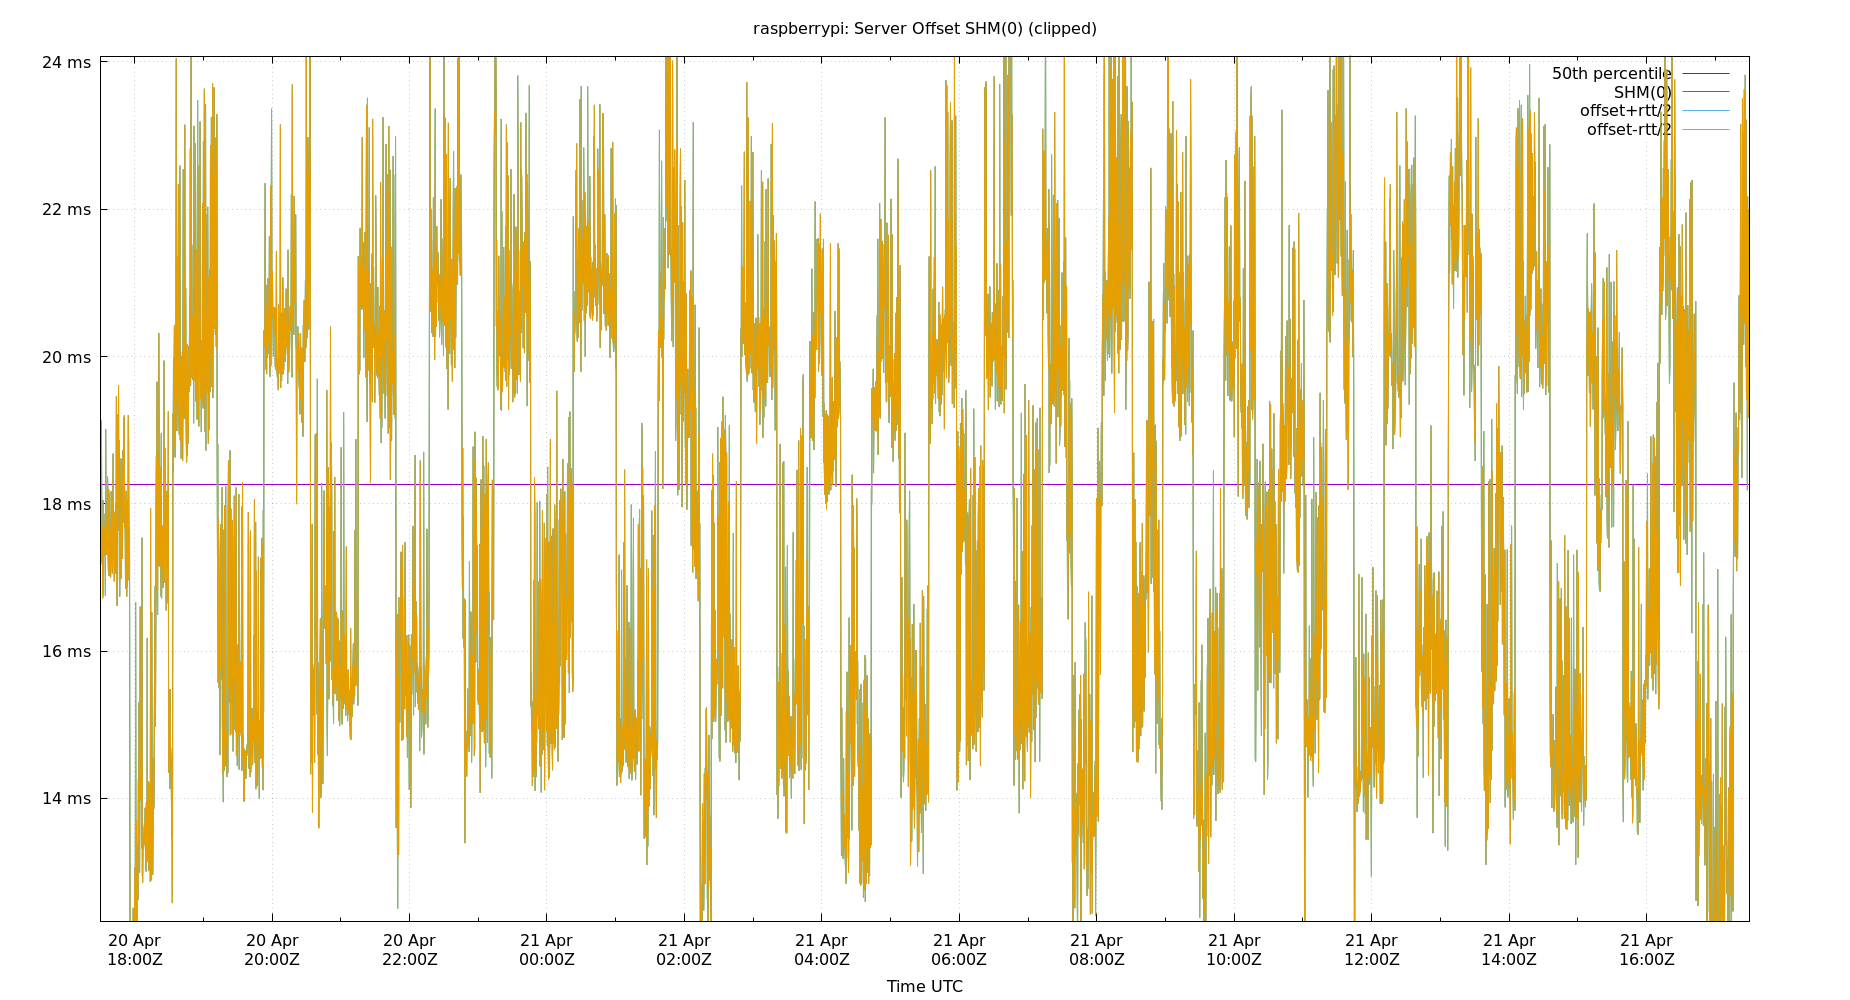 raspberrypi: Server Offset SHM(0) (clipped)
24 ms
22 ms
20 ms
18 ms
16 ms
14 ms
50th percentile
SHM(0)
offset+rtt/2
offset-rtt/2
20 Apr
18:00Z
20 Apr
20:00Z
20 Apr
22:00Z
21 Apr
00:00Z
21 Apr
02:00Z
21 Apr
04:00Z
21 Apr
06:00Z
21 Apr
08:00Z
21 Apr
10:00Z
21 Apr
12:00Z
21 Apr
14:00Z
21 Apr
16:00Z
Time UTC